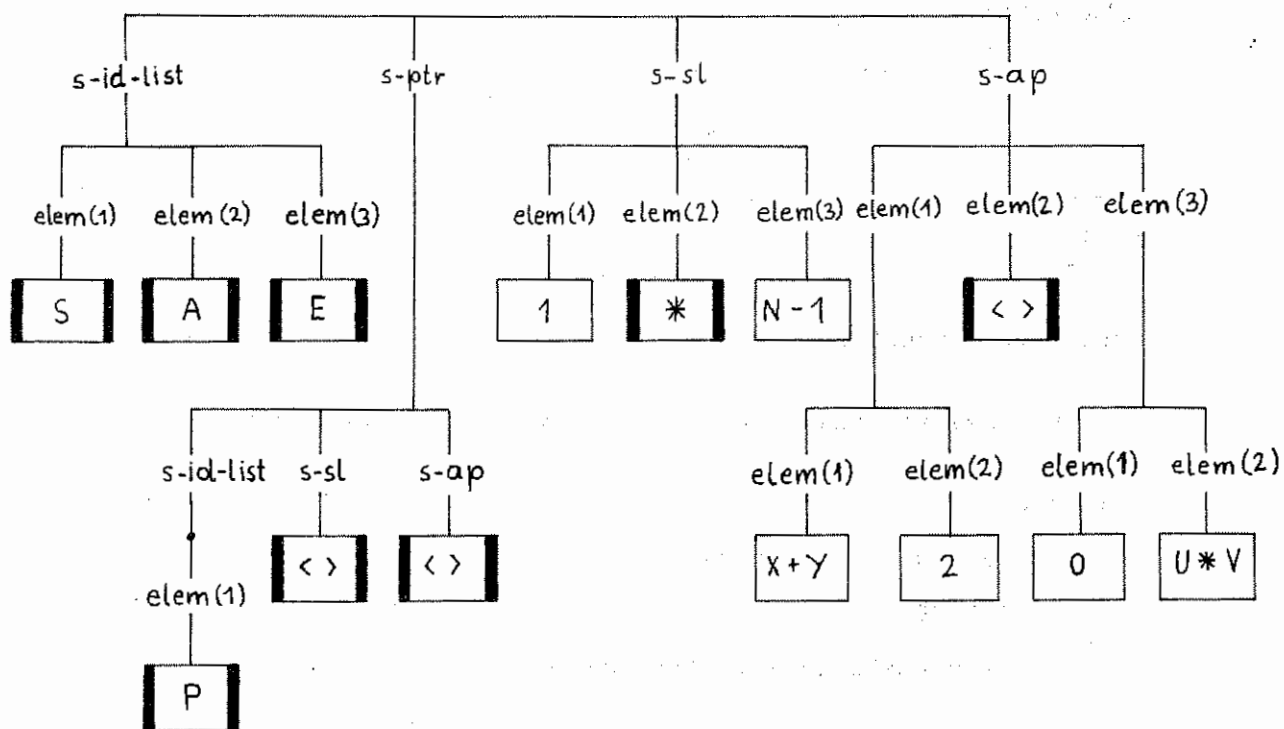 s-id-list s-ptr s-sl s-ap
elem(1) elem(2) elem(3) elem(1) elem(2) elem(3) elem(1) elem(2) elem(3)
S A E 1 * N-1 < >
s-id-list s-sl s-ap elem(1) elem(2) elem(1) elem(2)
< > < > X+Y 2 0 U*V
elem(1)
P